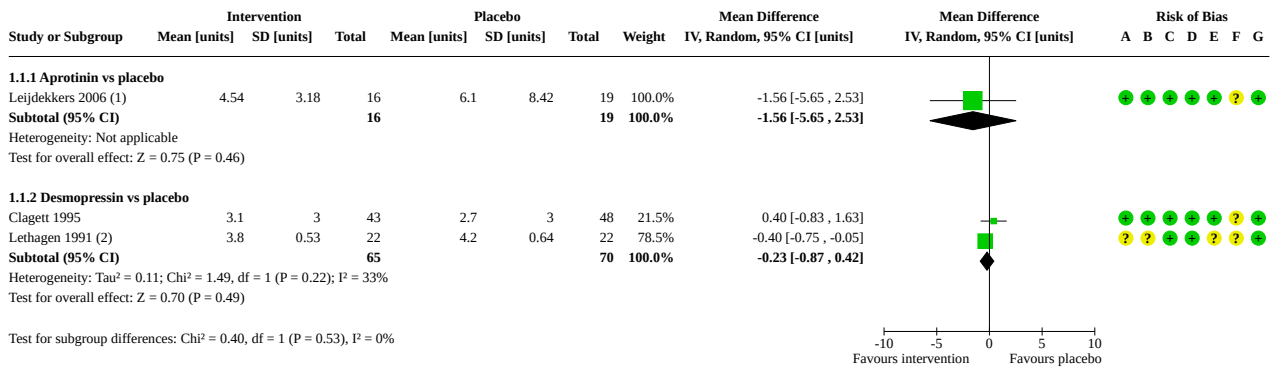 Intervention Placebo Mean Difference Mean Difference Risk of Bias
Study or Subgroup Mean [units] SD [units] Total Mean [units] SD [units] Total Weight IV, Random, 95% CI [units] IV, Random, 95% CI [units] A B C D E F G
1.1.1 Aprotinin vs placebo
Leijdekkers 2006 (1) 4.54 3.18 16 6.1 8.42 19 100.0% -1.56 [-5.65 , 2.53] + + + + + ? +
Subtotal (95% CI) 16 19 100.0% -1.56 [-5.65 , 2.53]
Heterogeneity: Not applicable
Test for overall effect: Z = 0.75 (P = 0.46)
1.1.2 Desmopressin vs placebo
Clagett 1995 3.1 3 43 2.7 3 48 21.5% 0.40 [-0.83 , 1.63] + + + + + ? +
Lethagen 1991 (2) 3.8 0.53 22 4.2 0.64 22 78.5% -0.40 [-0.75 , -0.05] ? ? + + ? ? +
Subtotal (95% CI) 65 70 100.0% -0.23 [-0.87 , 0.42]
Heterogeneity: Tau² = 0.11; Chi² = 1.49, df = 1 (P = 0.22); I² = 33%
Test for overall effect: Z = 0.70 (P = 0.49)
Test for subgroup differences: Chi² = 0.40, df = 1 (P = 0.53), I² = 0%
-10 -5 0 5 10
Favours intervention Favours placebo